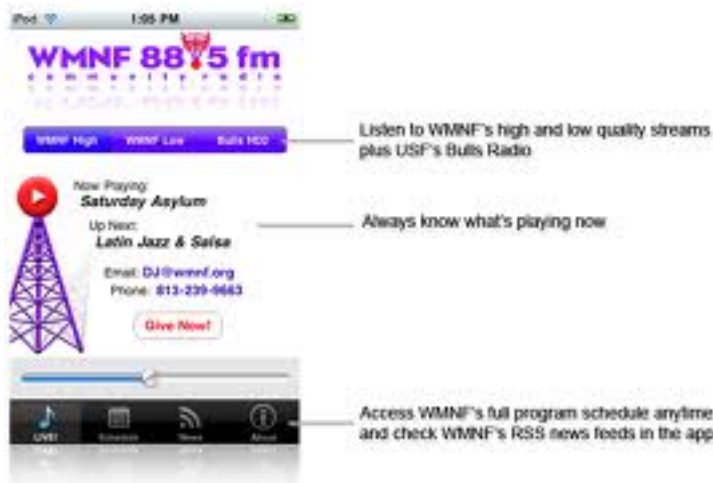 iPod 1:05 PM
WMNF 88.5 fm
community radio
WMNF High WMNF Low Bulls HD2
Listen to WMNF's high and low quality streams
plus USF's Bulls Radio
Now Playing:
Saturday Asylum
Up Next:
Latin Jazz & Salsa
Always know what's playing now
Email: DJ@wmnf.org
Phone: 813-239-9663
Give Now!
LIVE! Schedule News About
Access WMNF's full program schedule anytime
and check WMNF's RSS news feeds in the app